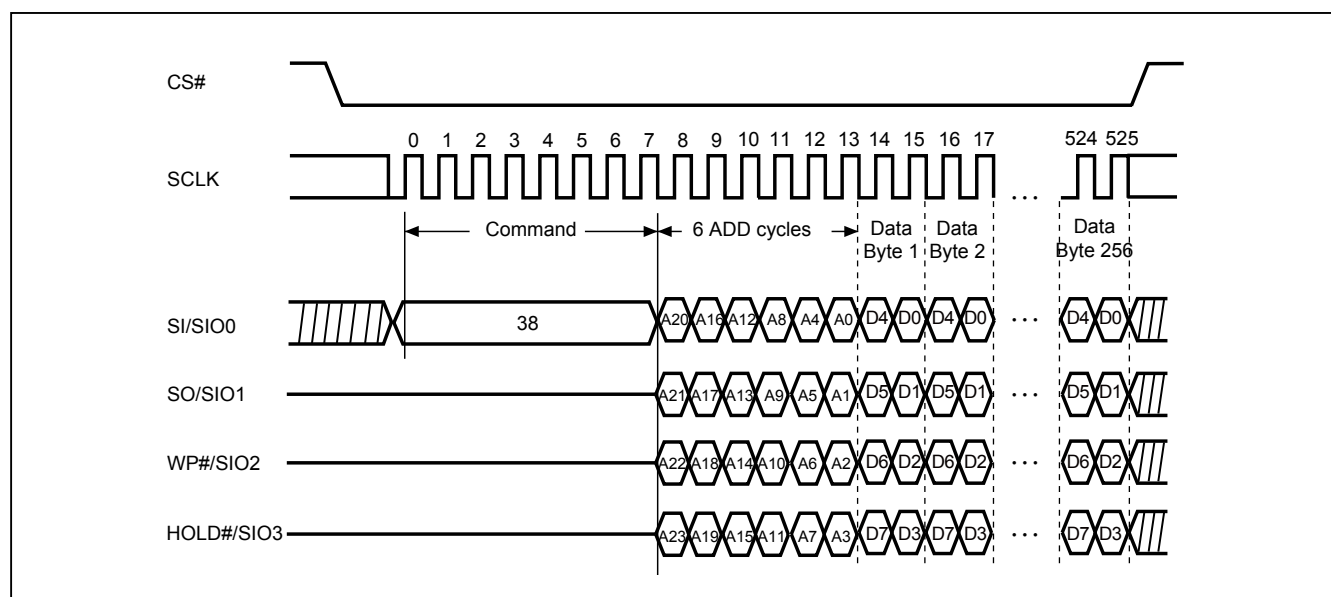 CS#
0 1 2 3 4 5 6 7 8 9 10 11 12 13 14 15 16 17 524 525
SCLK
...
Command 6 ADD cycles Data Data Data
Byte 1 Byte 2 Byte 256
SI/SIO0 38 A20 A16 A12 A8 A4 A0 D4 D0 D4 D0 ... D4 D0
SO/SIO1 A21 A17 A13 A9 A5 A1 D5 D1 D5 D1 ... D5 D1
WP#/SIO2 A22 A18 A14 A10 A6 A2 D6 D2 D6 D2 ... D6 D2
HOLD#/SIO3 A23 A19 A15 A11 A7 A3 D7 D3 D7 D3 ... D7 D3